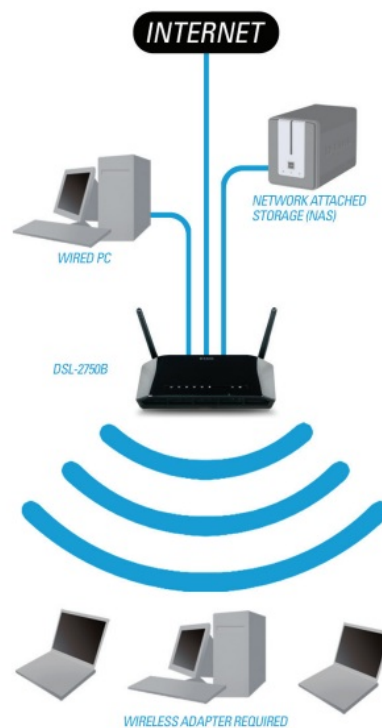 INTERNET
WIRED PC
NETWORK ATTACHED
STORAGE (NAS)
DSL-2750B
WIRELESS ADAPTER REQUIRED